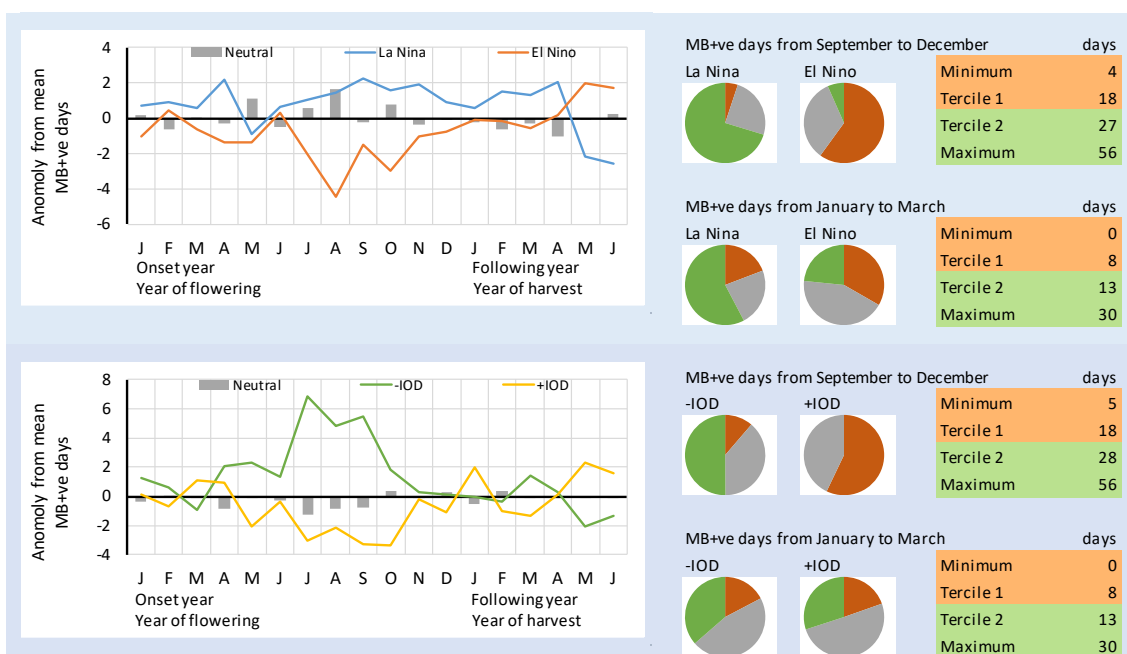 4
2
0
-2
-4
-6
Anomoly from mean
MB+ve days
Neutral La Nina El Nino
J F M A M J J A S O N D J F M A M J
Onset year Following year
Year of flowering Year of harvest
MB+ve days from September to December days
La Nina El Nino
Minimum 4
Tercile 1 18
Tercile 2 27
Maximum 56
MB+ve days from January to March days
La Nina El Nino
Minimum 0
Tercile 1 8
Tercile 2 13
Maximum 30
8
6
4
2
0
-2
-4
Anomoly from mean
MB+ve days
Neutral -IOD +IOD
J F M A M J J A S O N D J F M A M J
Onset year Following year
Year of flowering Year of harvest
MB+ve days from September to December days
-IOD +IOD
Minimum 5
Tercile 1 18
Tercile 2 28
Maximum 56
MB+ve days from January to March days
-IOD +IOD
Minimum 0
Tercile 1 8
Tercile 2 13
Maximum 30